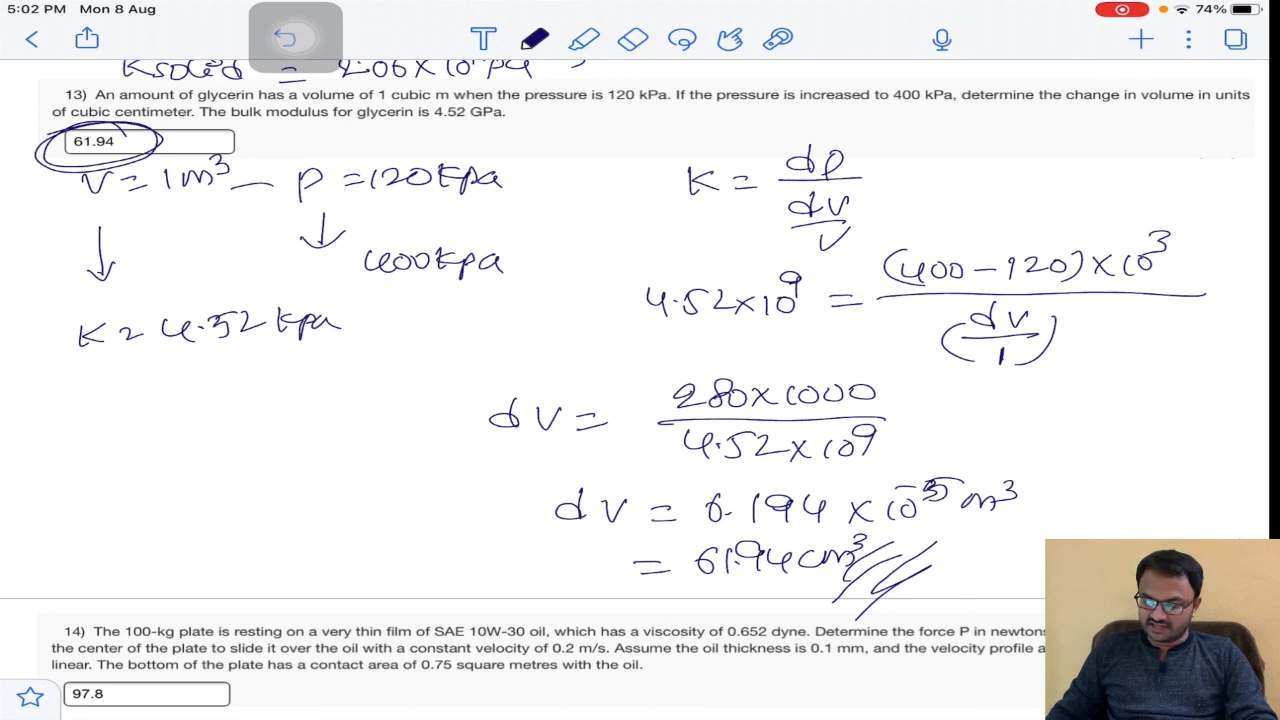 5:02 PM Mon 8 Aug
74%
Ksolid = 2.06 × 10 pa
13) An amount of glycerin has a volume of 1 cubic m when the pressure is 120 kPa. If the pressure is increased to 400 kPa, determine the change in volume in units
of cubic centimeter. The bulk modulus for glycerin is 4.52 GPa.
61.94
V = 1m³ — P = 120kpa
↓ ↓
400kpa
K = 4.52 kpa
K = dP / (dV/V)
4.52×10⁹ = (400-120)×10³ / (dV/1)
dV = 280×1000 / 4.52×10⁹
dV = 6.194 × 10⁻⁵ m³
= 61.94cm³
14) The 100-kg plate is resting on a very thin film of SAE 10W-30 oil, which has a viscosity of 0.652 dyne. Determine the force P in newtons
the center of the plate to slide it over the oil with a constant velocity of 0.2 m/s. Assume the oil thickness is 0.1 mm, and the velocity profile a
linear. The bottom of the plate has a contact area of 0.75 square metres with the oil.
97.8